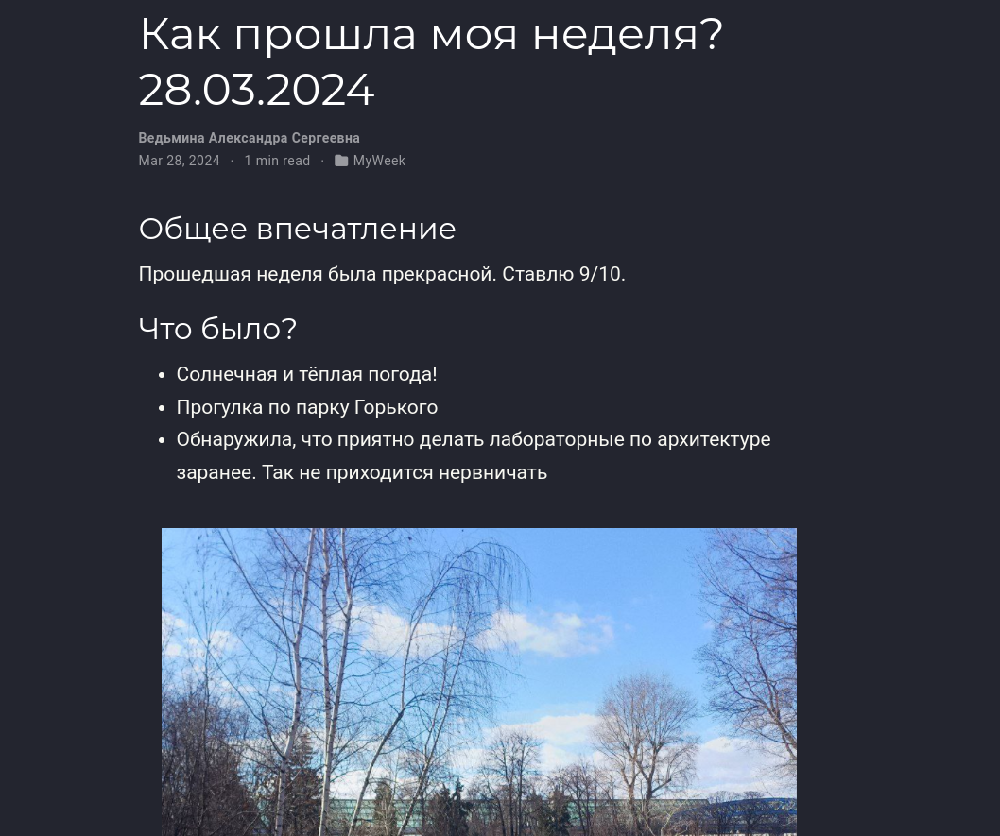 Как прошла моя неделя?
28.03.2024
Ведьмина Александра Сергеевна
Mar 28, 2024 · 1 min read · MyWeek
Общее впечатление
Прошедшая неделя была прекрасной. Ставлю 9/10.
Что было?
• Солнечная и тёплая погода!
• Прогулка по парку Горького
• Обнаружила, что приятно делать лабораторные по архитектуре
заранее. Так не приходится нервничать